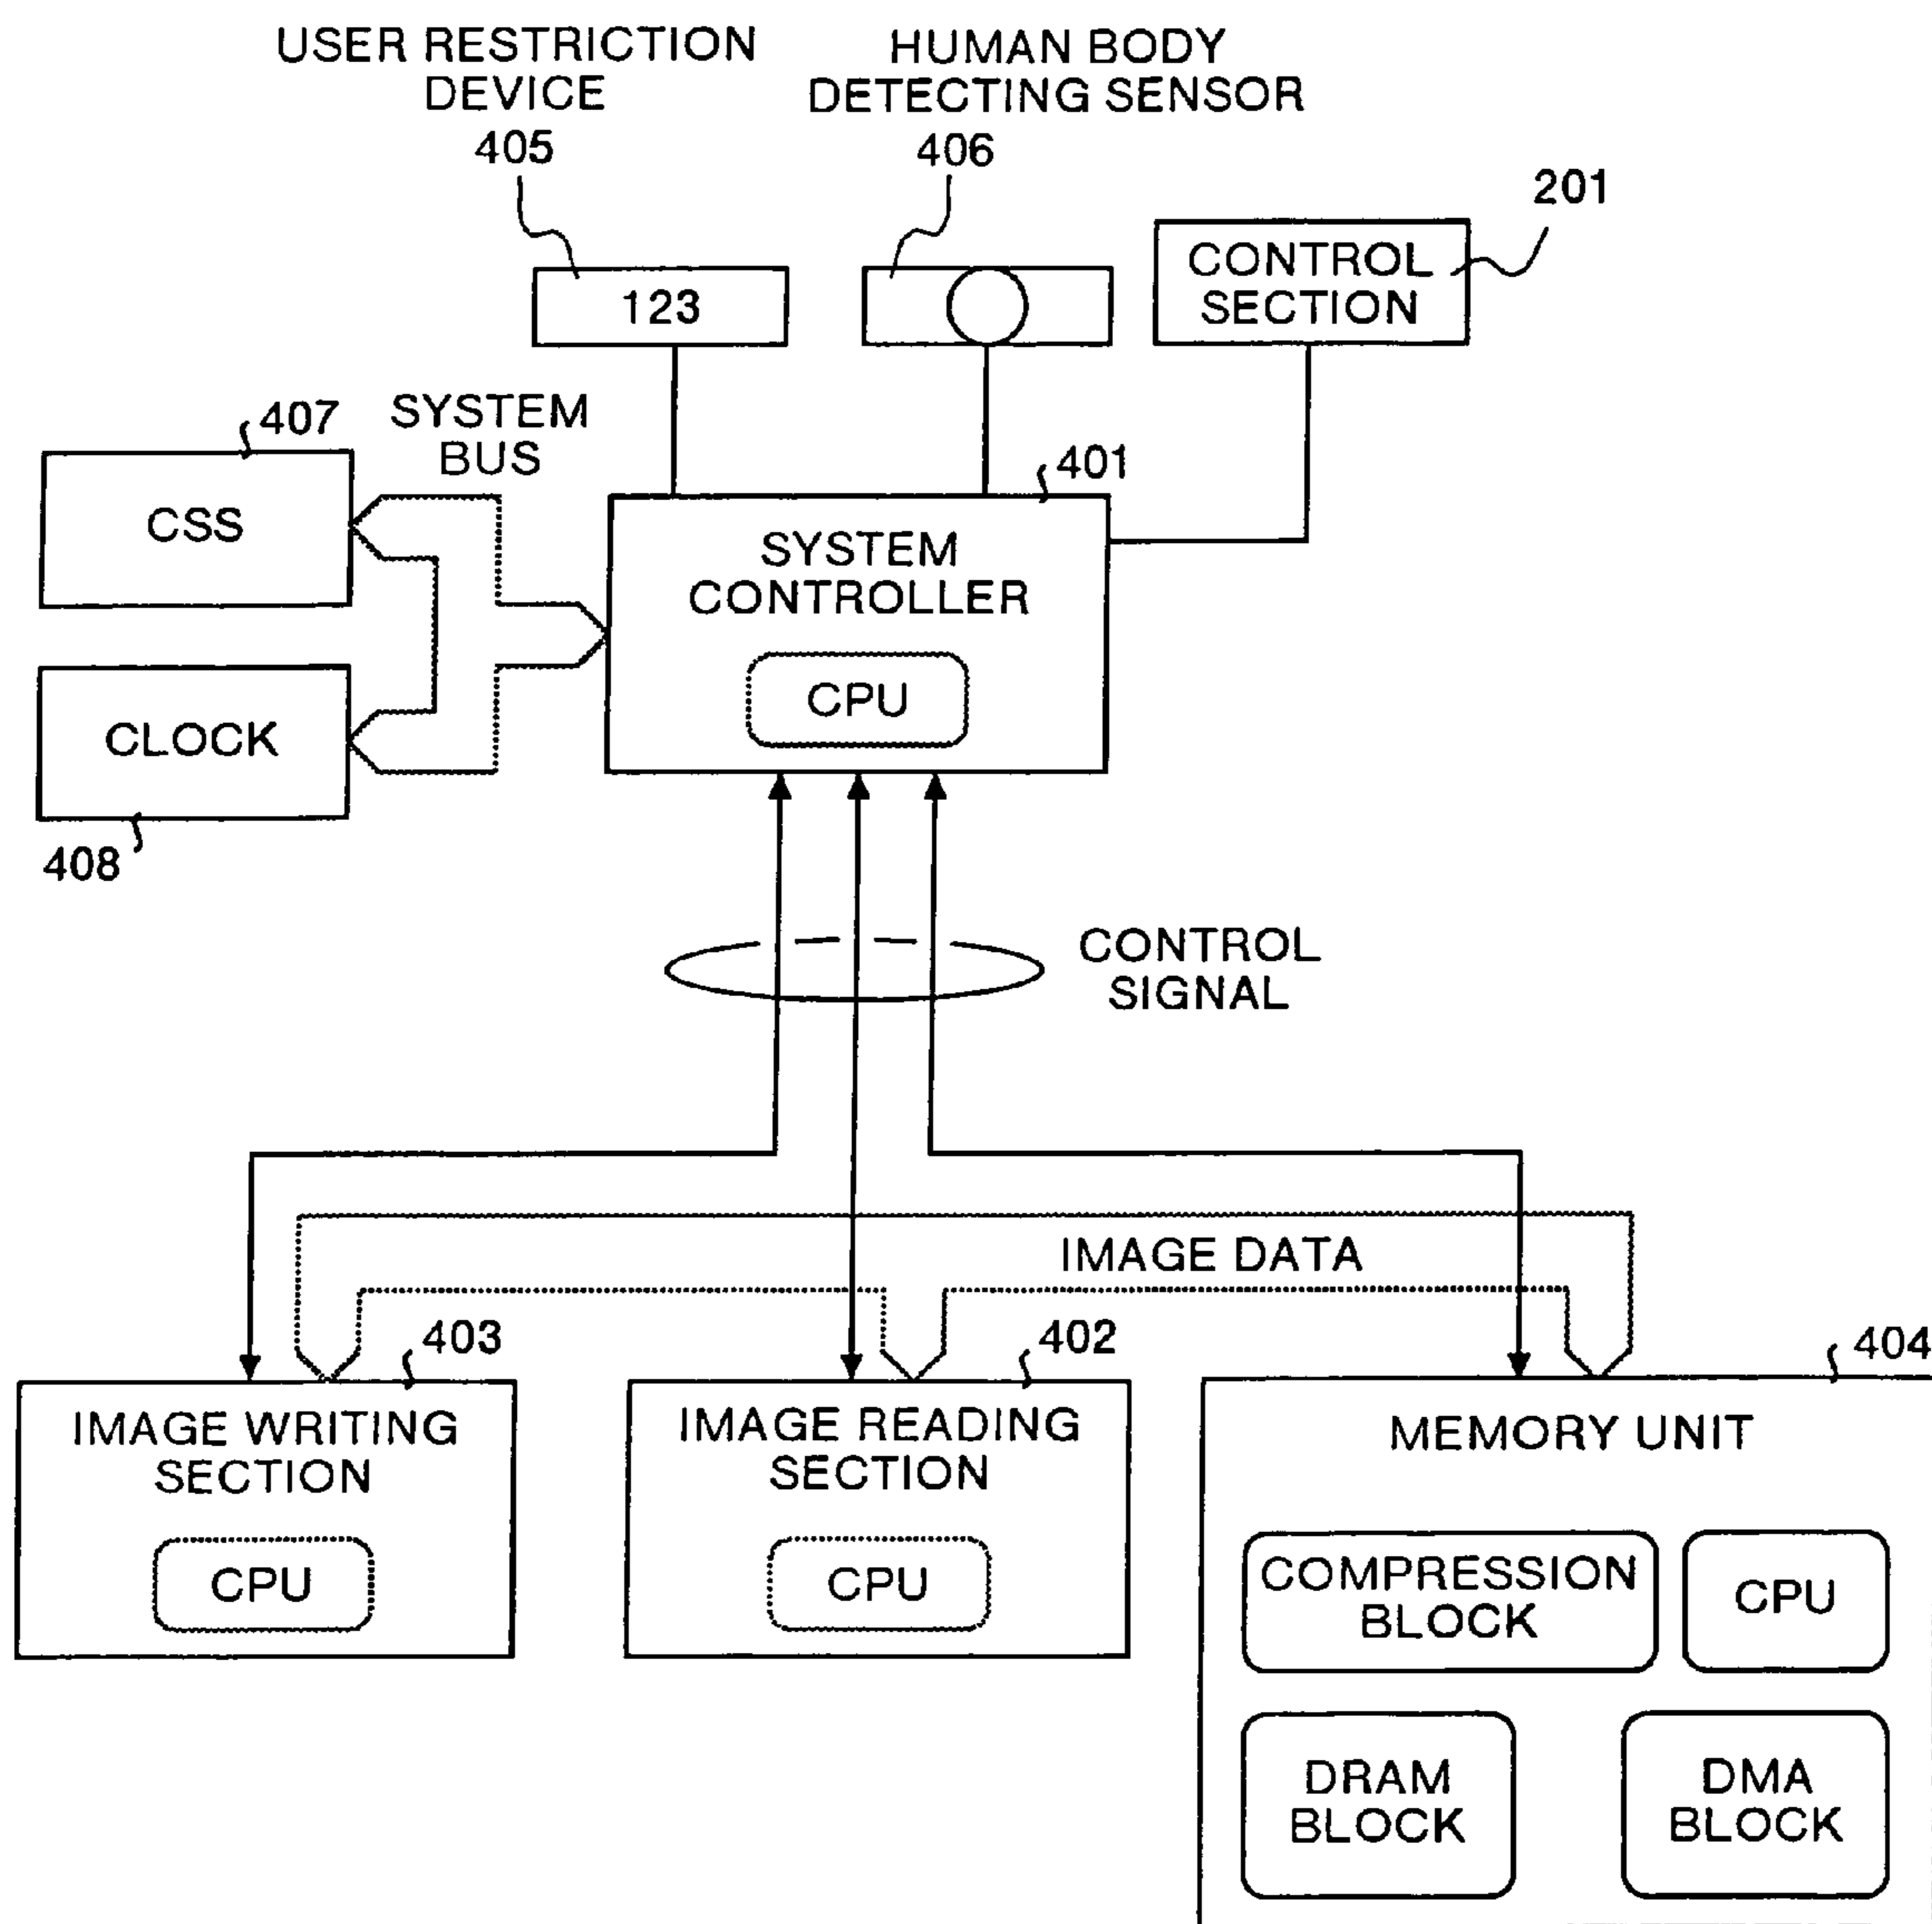 USER RESTRICTION
DEVICE
405
HUMAN BODY
DETECTING SENSOR
406
201
123
CONTROL
SECTION
407
SYSTEM
BUS
401
CSS
SYSTEM
CONTROLLER
CPU
CLOCK
408
CONTROL
SIGNAL
IMAGE DATA
403
402
404
IMAGE WRITING
SECTION
CPU
IMAGE READING
SECTION
CPU
MEMORY UNIT
COMPRESSION
BLOCK
CPU
DRAM
BLOCK
DMA
BLOCK